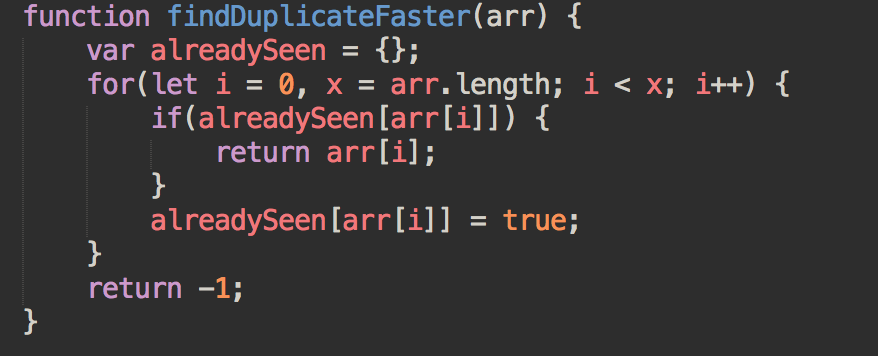 function findDuplicateFaster(arr) {
    var alreadySeen = {};
    for(let i = 0, x = arr.length; i < x; i++) {
        if(alreadySeen[arr[i]]) {
            return arr[i];
        }
        alreadySeen[arr[i]] = true;
    }
    return -1;
}